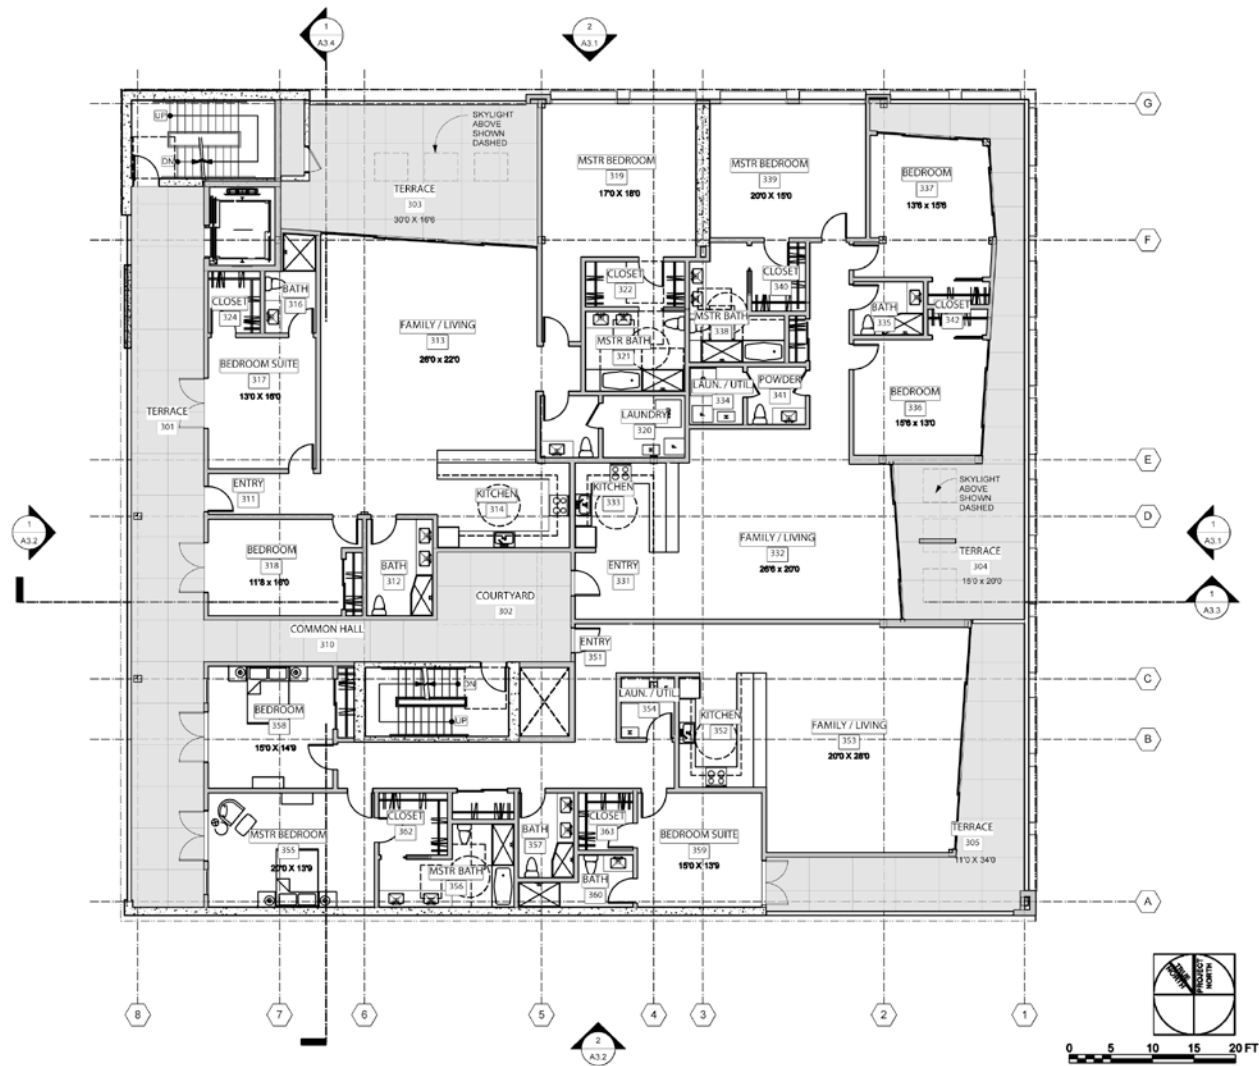 1
A3.4
2
A3.1
G
UP
DN
SKYLIGHT
ABOVE
SHOWN
DASHED
TERRACE
303
30'0 X 16'6
MSTR BEDROOM
319
17'0 X 18'0
MSTR BEDROOM
339
20'0 X 15'0
BEDROOM
337
13'6 x 15'6
F
CLOSET
324
BATH
316
FAMILY / LIVING
313
26'0 x 22'0
CLOSET
322
CLOSET
340
MSTR BATH
321
MSTR BATH
338
BATH
335
CLOSET
342
BEDROOM SUITE
317
13'0 X 16'0
TERRACE
301
LAUN. / UTIL.
334
POWDER
341
BEDROOM
336
15'6 x 13'0
LAUNDRY
320
E
ENTRY
311
KITCHEN
314
KITCHEN
333
SKYLIGHT
ABOVE
SHOWN
DASHED
D
1
A3.2
1
A3.1
BEDROOM
318
11'8 x 16'0
BATH
312
FAMILY / LIVING
332
26'6 x 20'0
TERRACE
304
15'0 x 20'0
ENTRY
331
COURTYARD
302
1
A3.3
COMMON HALL
310
ENTRY
351
C
DN
UP
BEDROOM
358
15'0 X 14'9
LAUN. / UTIL.
354
KITCHEN
352
FAMILY / LIVING
353
20'0 X 28'0
B
MSTR BEDROOM
355
20'0 X 13'9
CLOSET
362
MSTR BATH
356
BATH
357
CLOSET
363
BATH
360
BEDROOM SUITE
359
15'0 X 13'9
TERRACE
305
11'0 X 34'0
A
8
7
6
5
4
3
2
1
2
A3.2
TRUE
NORTH
PROJECT
NORTH
0 5 10 15 20 FT